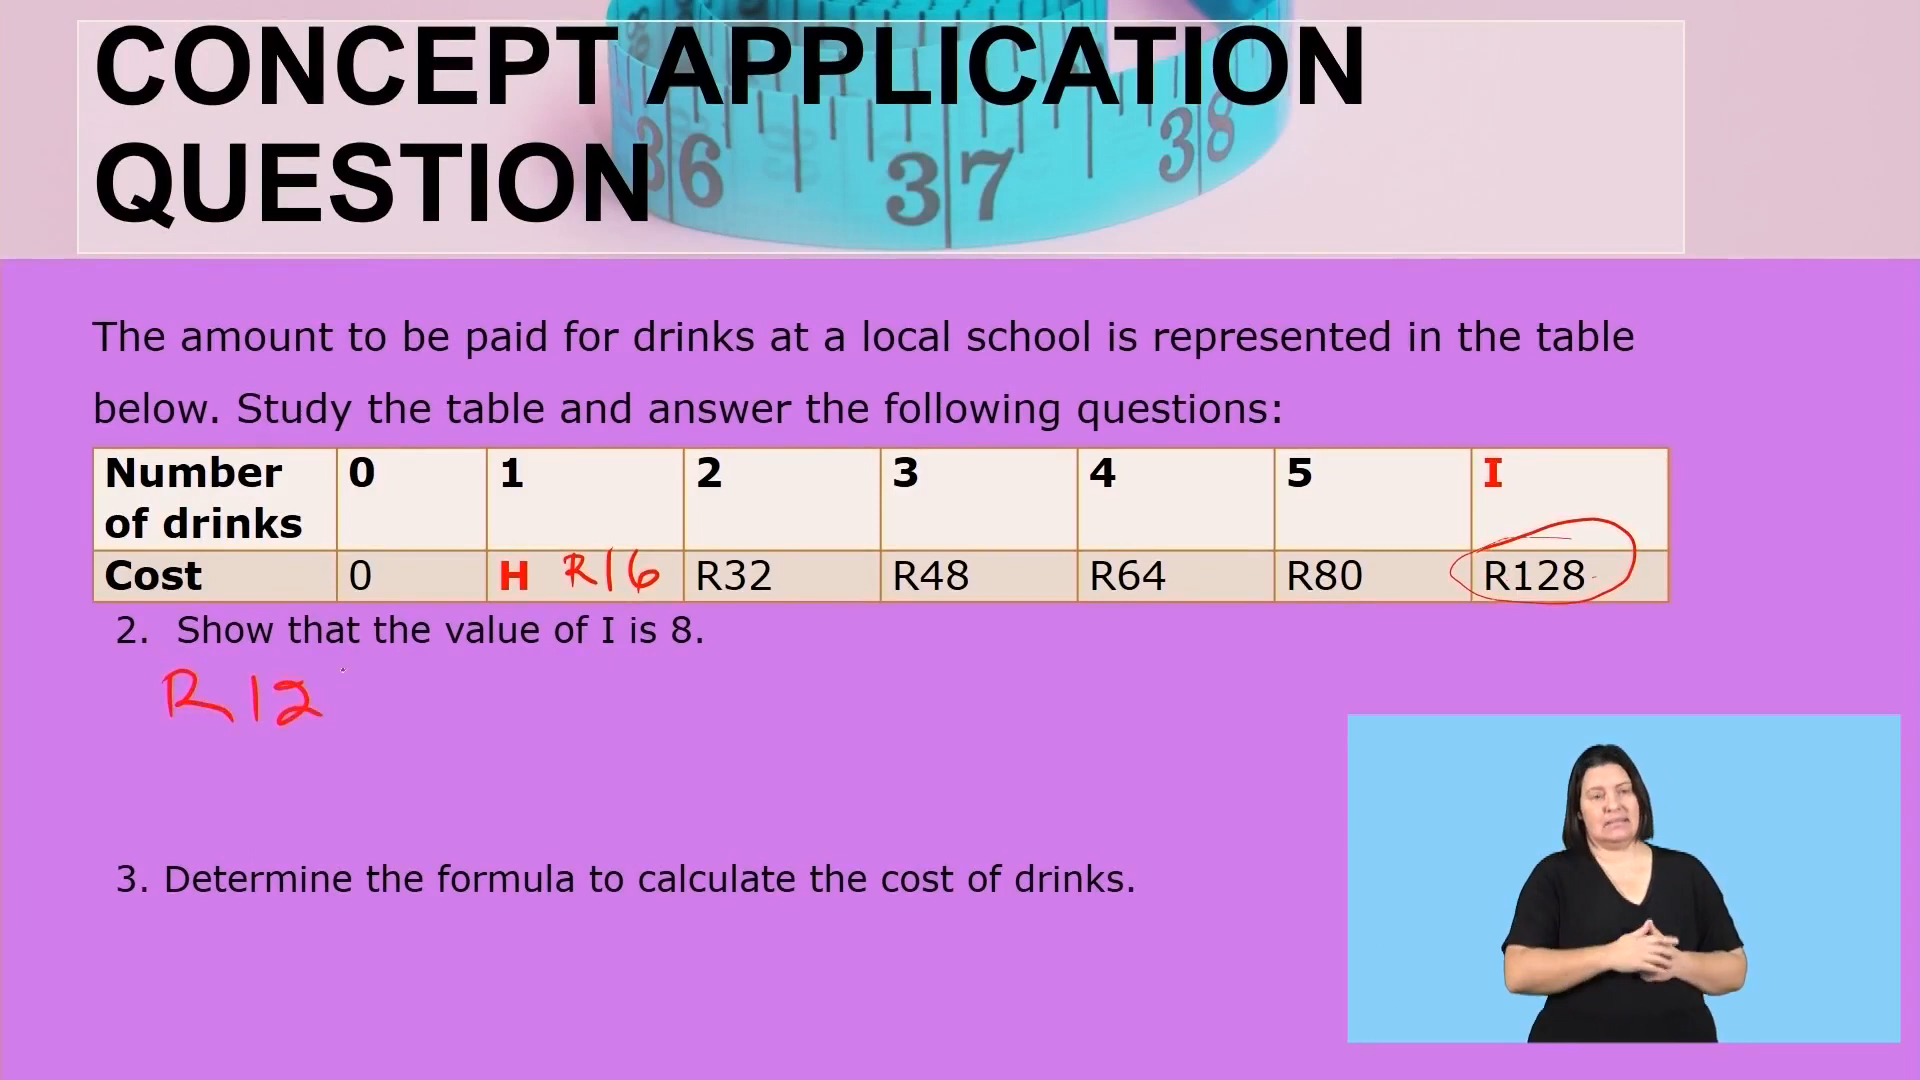 CONCEPT APPLICATION
QUESTION
36 37 38
The amount to be paid for drinks at a local school is represented in the table
below. Study the table and answer the following questions:
Number of drinks 0 1 2 3 4 5 I
Cost 0 H R16 R32 R48 R64 R80 R128
2. Show that the value of I is 8.
R12
3. Determine the formula to calculate the cost of drinks.